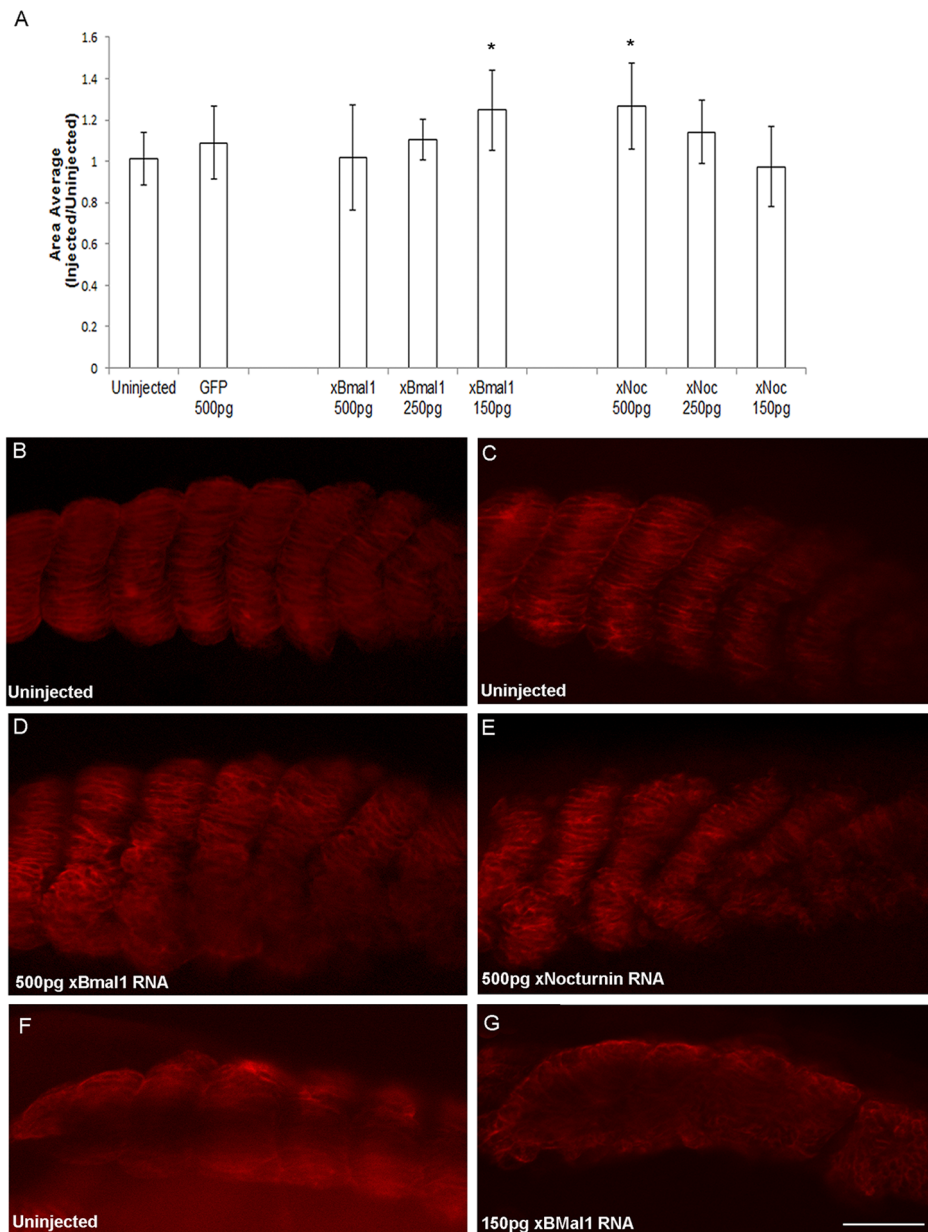 A
1.6
1.4
1.2
1
0.8
0.6
0.4
0.2
0
Area Average
(Injected/Uninjected)
*
*
Uninjected
GFP
500pg
xBmal1
500pg
xBmal1
250pg
xBmal1
150pg
xNoc
500pg
xNoc
250pg
xNoc
150pg
B
Uninjected
C
Uninjected
D
500pg xBmal1 RNA
E
500pg xNocturnin RNA
F
Uninjected
G
150pg xBMal1 RNA